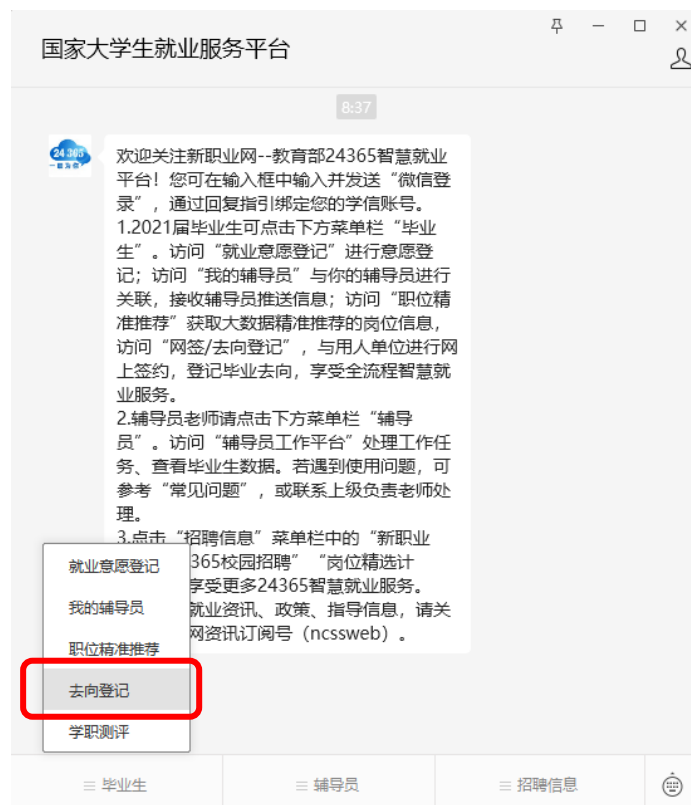 国家大学生就业服务平台
8:37
24 365
欢迎关注新职业网--教育部24365智慧就业
平台！您可在输入框中输入并发送“微信登
录”，通过回复指引绑定您的学信账号。
1.2021届毕业生可点击下方菜单栏“毕业
生”。访问“就业意愿登记”进行意愿登
记；访问“我的辅导员”与你的辅导员进行
关联，接收辅导员推送信息；访问“职位精
准推荐”获取大数据精准推荐的岗位信息，
访问“网签/去向登记”，与用人单位进行网
上签约，登记毕业去向，享受全流程智慧就
业服务。
2.辅导员老师请点击下方菜单栏“辅导
员”。访问“辅导员工作平台”处理工作任
务、查看毕业生数据。若遇到使用问题，可
参考“常见问题”，或联系上级负责老师处
理。
3.点击“招聘信息”菜单栏中的“新职业
365校园招聘”“岗位精选计
享受更多24365智慧就业服务。
就业资讯、政策、指导信息，请关
网资讯订阅号（ncssweb）。
就业意愿登记
我的辅导员
职位精准推荐
去向登记
学职测评
毕业生
辅导员
招聘信息